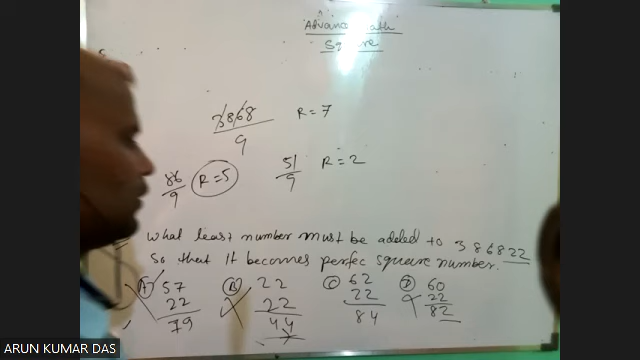 Advance Math
Square
3868
9
R=7
86
9
R=5
51
9
R=2
What least number must be added to 386822
So that it becomes perfec square number.
A 57
22
79
B 22
22
44
C 62
22
84
D 60
22
82
ARUN KUMAR DAS